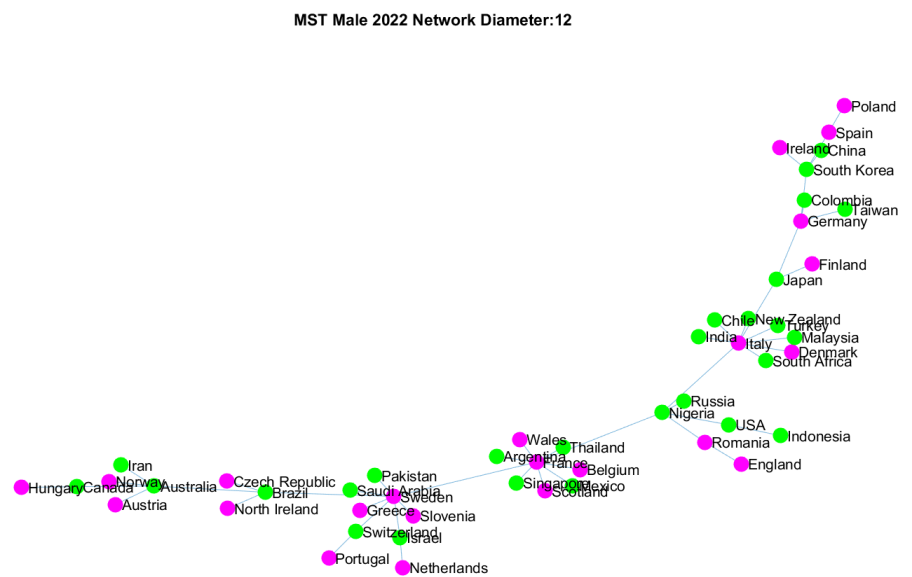 MST Male 2022 Network Diameter:12
Poland
Spain
Ireland
China
South Korea
Colombia
Taiwan
Germany
Finland
Japan
Chile
New Zealand
Turkey
India
Italy
Malaysia
Denmark
South Africa
Russia
Nigeria
USA
Indonesia
Romania
England
Wales
Thailand
Argentina
France
Belgium
Singapore
Mexico
Scotland
Iran
Pakistan
Hungary
Canada
Norway
Australia
Czech Republic
Brazil
Saudi Arabia
Sweden
Austria
North Ireland
Greece
Slovenia
Switzerland
Israel
Portugal
Netherlands